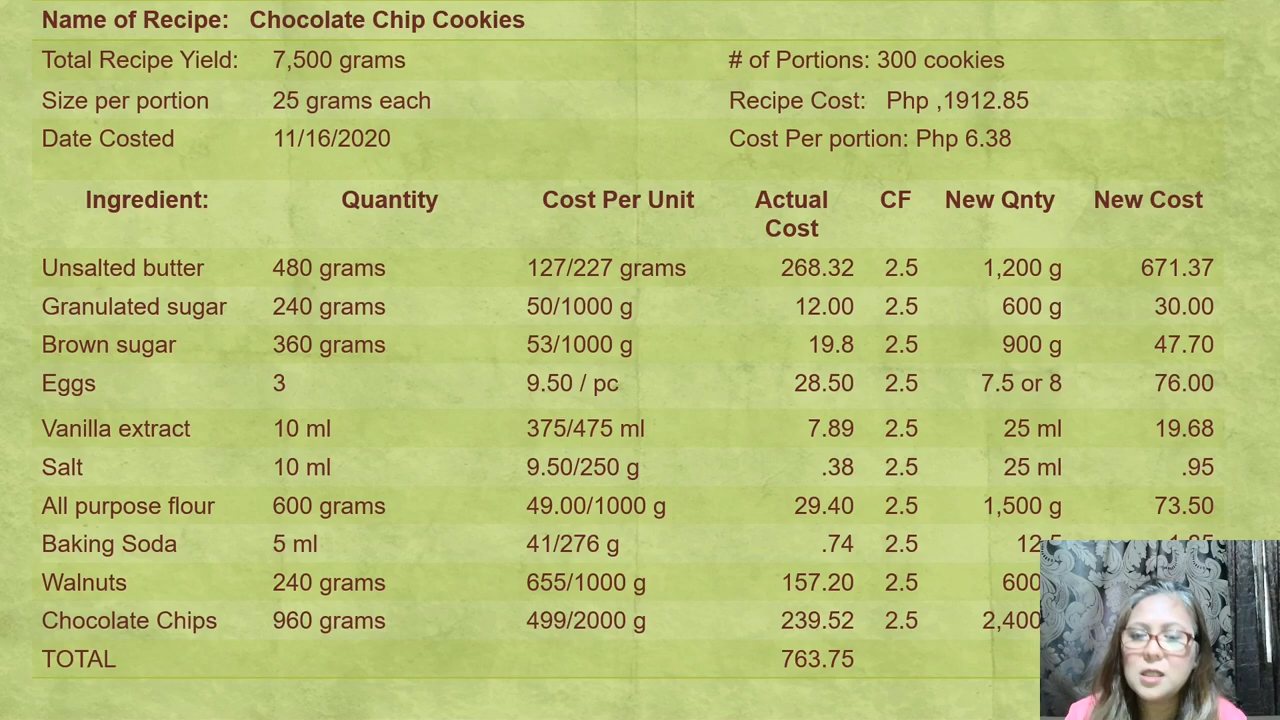 Name of Recipe: Chocolate Chip Cookies
Total Recipe Yield: 7,500 grams # of Portions: 300 cookies
Size per portion 25 grams each Recipe Cost: Php ,1912.85
Date Costed 11/16/2020 Cost Per portion: Php 6.38
Ingredient: Quantity Cost Per Unit Actual Cost CF New Qnty New Cost
Unsalted butter 480 grams 127/227 grams 268.32 2.5 1,200 g 671.37
Granulated sugar 240 grams 50/1000 g 12.00 2.5 600 g 30.00
Brown sugar 360 grams 53/1000 g 19.8 2.5 900 g 47.70
Eggs 3 9.50 / pc 28.50 2.5 7.5 or 8 76.00
Vanilla extract 10 ml 375/475 ml 7.89 2.5 25 ml 19.68
Salt 10 ml 9.50/250 g .38 2.5 25 ml .95
All purpose flour 600 grams 49.00/1000 g 29.40 2.5 1,500 g 73.50
Baking Soda 5 ml 41/276 g .74 2.5
Walnuts 240 grams 655/1000 g 157.20 2.5 600
Chocolate Chips 960 grams 499/2000 g 239.52 2.5 2,400
TOTAL 763.75